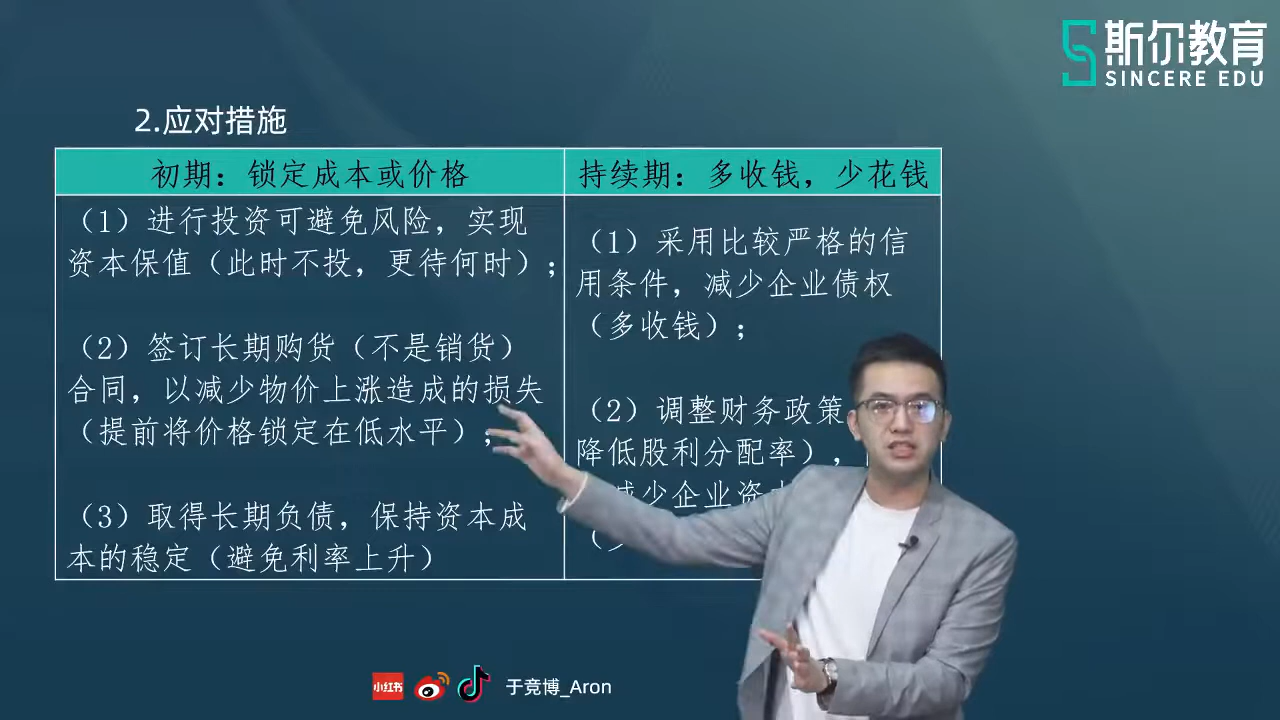 斯尔教育
SINCERE EDU
2.应对措施
初期：锁定成本或价格
持续期：多收钱，少花钱
（1）进行投资可避免风险，实现
资本保值（此时不投，更待何时）；
（2）签订长期购货（不是销货）
合同，以减少物价上涨造成的损失
（提前将价格锁定在低水平）；
（3）取得长期负债，保持资本成
本的稳定（避免利率上升）
（1）采用比较严格的信
用条件，减少企业债权
（多收钱）；
（2）调整财务政策
降低股利分配率），
减少企业资
小红书
于竞博_Aron